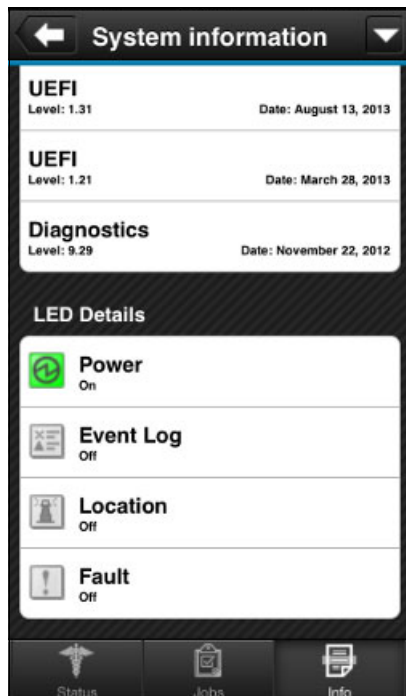 System information
UEFI
Level: 1.31 Date: August 13, 2013
UEFI
Level: 1.21 Date: March 28, 2013
Diagnostics
Level: 9.29 Date: November 22, 2012
LED Details
Power
On
Event Log
Off
Location
Off
Fault
Off
Status Jobs Info